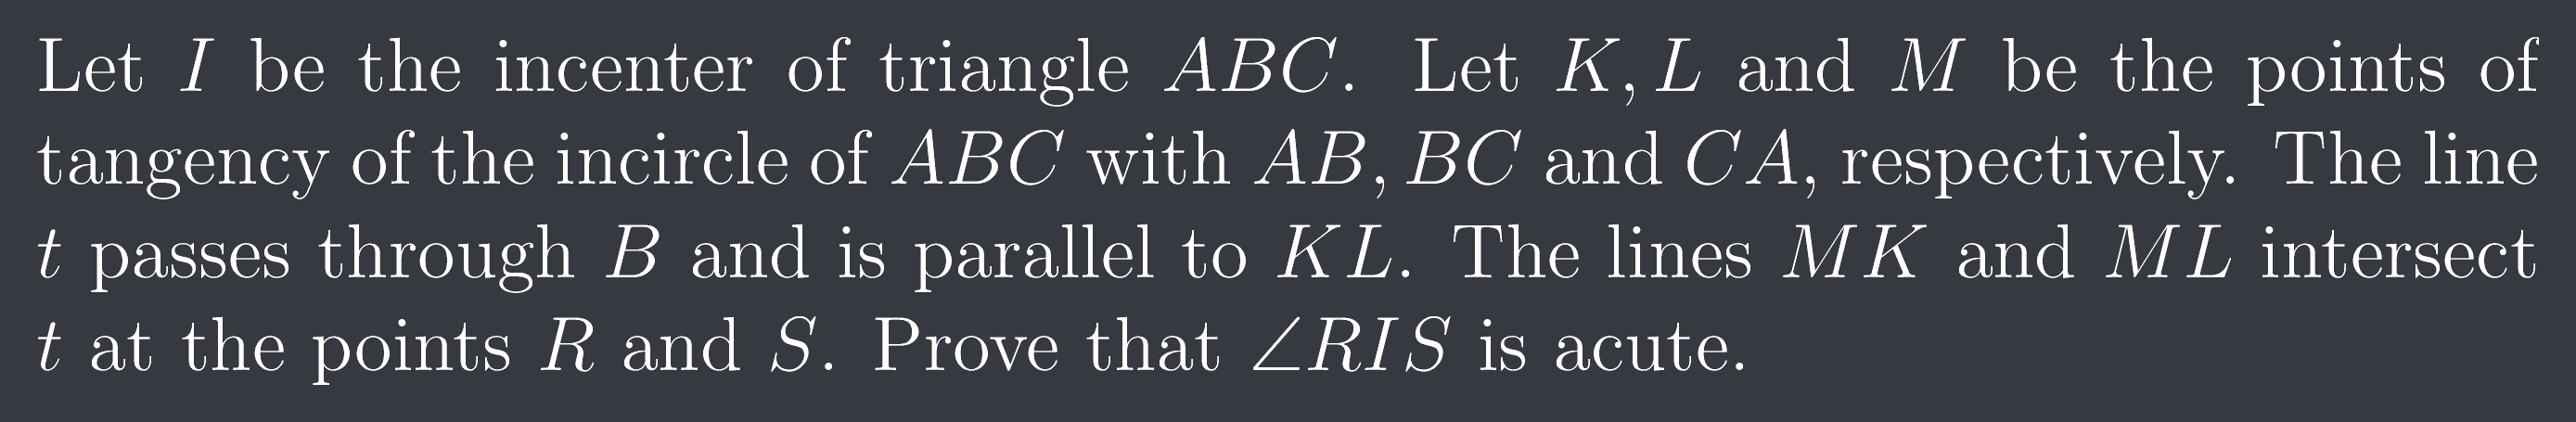 Let I be the incenter of triangle ABC. Let K, L and M be the points of
tangency of the incircle of ABC with AB, BC and CA, respectively. The line
t passes through B and is parallel to KL. The lines MK and ML intersect
t at the points R and S. Prove that ∠RIS is acute.